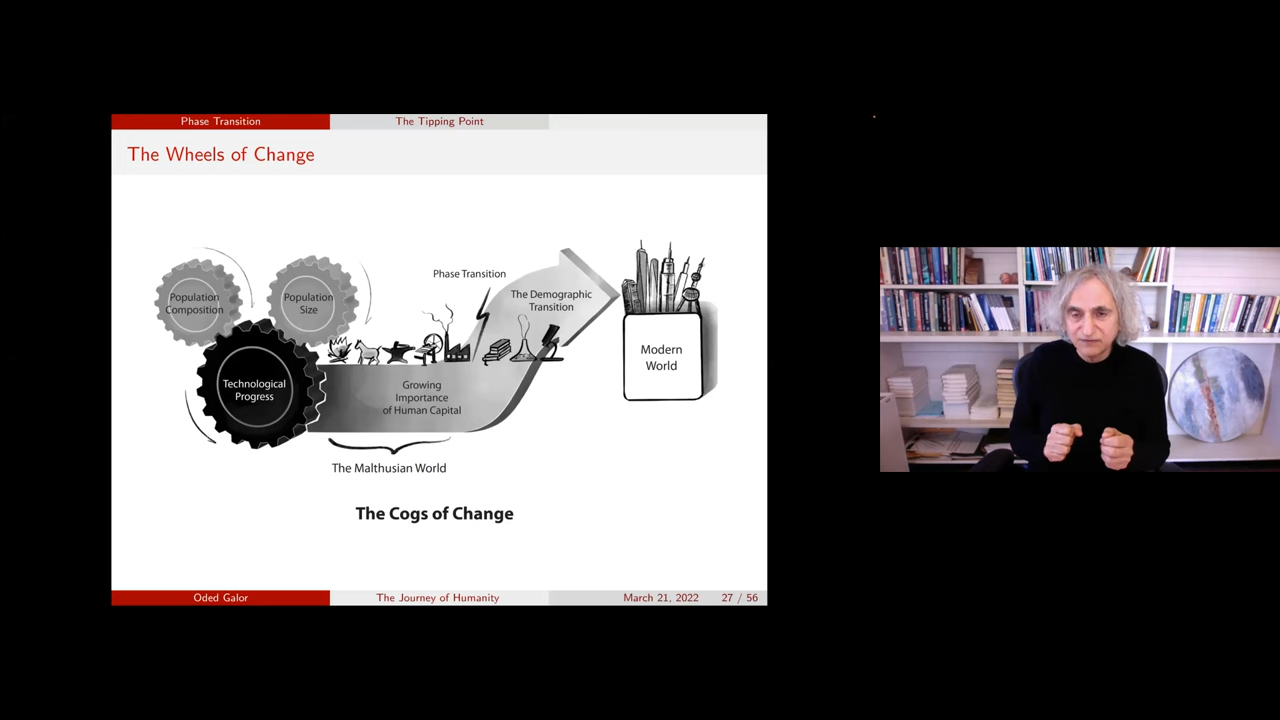 Phase Transition
The Tipping Point
The Wheels of Change
Population
Composition
Population
Size
Technological
Progress
Phase Transition
The Demographic
Transition
Growing
Importance
of Human Capital
Modern
World
The Malthusian World
The Cogs of Change
Oded Galor
The Journey of Humanity
March 21, 2022
27 / 56